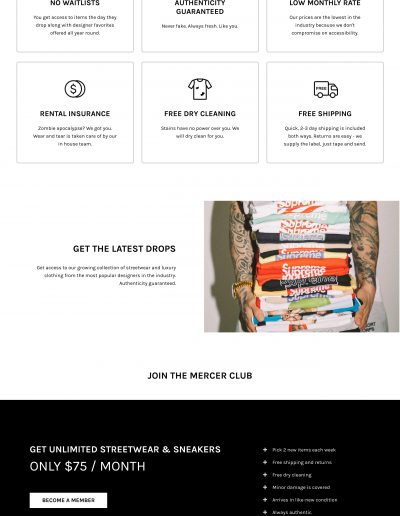 NO WAITLISTS
You get access to items the day they
drop along with designer favorites
offered all year round.
AUTHENTICITY
GUARANTEED
Never fake. Always fresh. Like you.
LOW MONTHLY RATE
Our prices are the lowest in the
industry because we don't
compromise on accessibility.
RENTAL INSURANCE
Zombie apocalypse? We got you.
Wear and tear is taken care of by our
in house team.
FREE DRY CLEANING
Stains have no power over you. We
will dry clean for you.
FREE
FREE SHIPPING
Quick, 2-3 day shipping is included
both ways. Returns are easy - we
supply the label, just tape and send.
GET THE LATEST DROPS
Get access to our growing collection of streetwear and luxury
clothing from the most popular designers in the industry.
Authenticity guaranteed.
Supreme
Supreme
Supreme
Supreme
JOIN THE MERCER CLUB
GET UNLIMITED STREETWEAR & SNEAKERS
ONLY $75 / MONTH
BECOME A MEMBER
Pick 2 new items each week
Free shipping and returns
Free dry cleaning
Minor damage is covered
Arrives in like-new condition
Always authentic